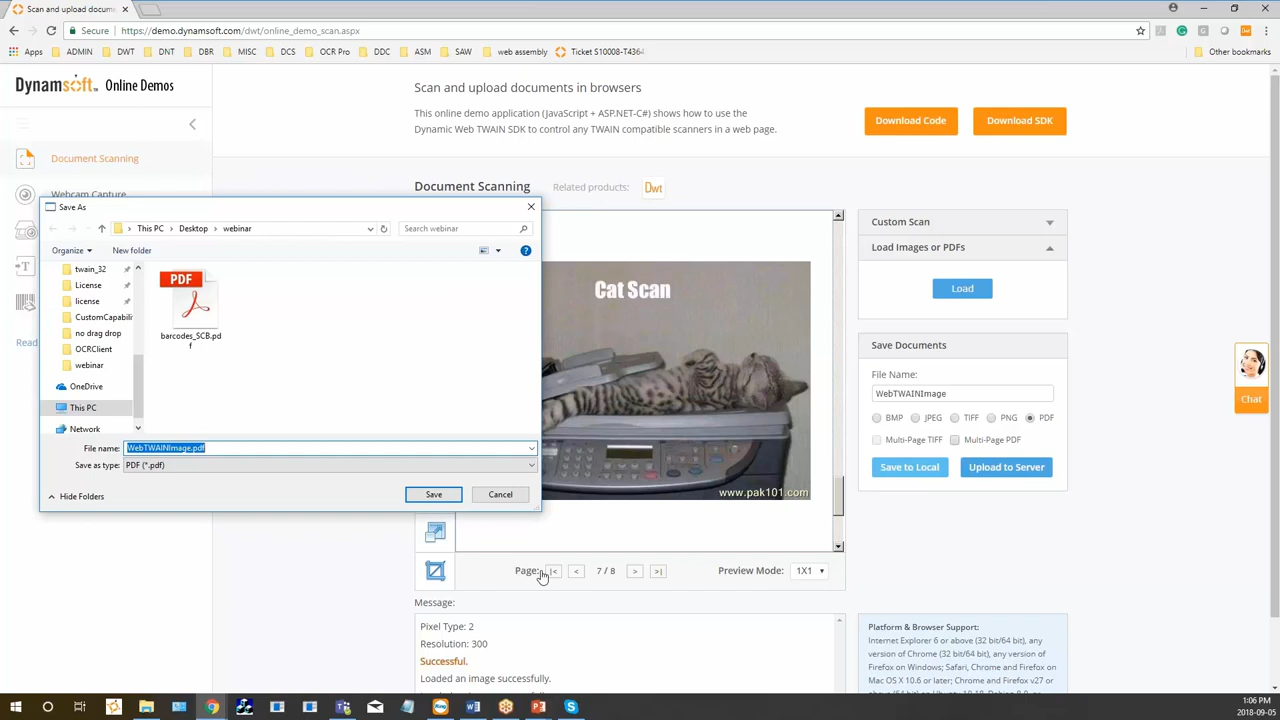 Scan and upload document
Secure https://demo.dynamsoft.com/dwt/online_demo_scan.aspx
Apps ADMIN DWT DNT DBR MISC DCS OCR Pro DDC ASM SAW web assembly Ticket S10008-T4364 Other bookmarks
Dynamsoft Online Demos
Document Scanning
Webcam Capture
Read
Scan and upload documents in browsers
This online demo application (JavaScript + ASP.NET-C#) shows how to use the
Dynamic Web TWAIN SDK to control any TWAIN compatible scanners in a web page.
Download Code
Download SDK
Document Scanning
Related products:
Dwt
Save As
This PC Desktop webinar
Search webinar
Organize
New folder
twain_32
License
license
CustomCapabili
no drag drop
OCRClient
webinar
OneDrive
This PC
Network
PDF
barcodes_SCB.pd
f
File name: WebTWAINImage.pdf
Save as type: PDF (*.pdf)
Hide Folders
Save
Cancel
Cat Scan
www.pak101.com
Page: |< < 7 / 8 > >|
Preview Mode: 1X1
Message:
Pixel Type: 2
Resolution: 300
Successful.
Loaded an image successfully.
Custom Scan
Load Images or PDFs
Load
Save Documents
File Name:
WebTWAINImage
BMP JPEG TIFF PNG PDF
Multi-Page TIFF Multi-Page PDF
Save to Local
Upload to Server
Chat
Platform & Browser Support:
Internet Explorer 6 or above (32 bit/64 bit), any
version of Chrome (32 bit/64 bit), any version of
Firefox on Windows; Safari, Chrome and Firefox on
Mac OS X 10.6 or later; Chrome and Firefox v27 or
1:06 PM
2018-09-05